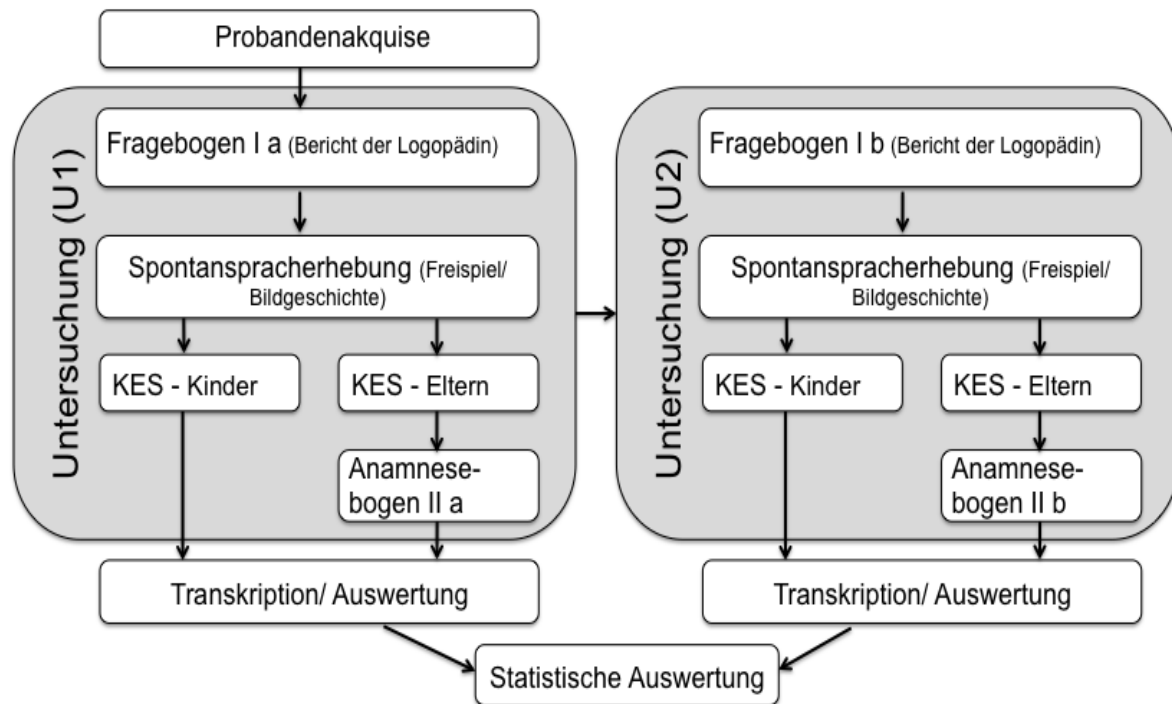 Probandenakquise
Untersuchung (U1)
Fragebogen I a (Bericht der Logopädin)
Spontanspracherhebung (Freispiel/
Bildgeschichte)
KES - Kinder
KES - Eltern
Anamnese-
bogen II a
Transkription/ Auswertung
Untersuchung (U2)
Fragebogen I b (Bericht der Logopädin)
Spontanspracherhebung (Freispiel/
Bildgeschichte)
KES - Kinder
KES - Eltern
Anamnese-
bogen II b
Transkription/ Auswertung
Statistische Auswertung